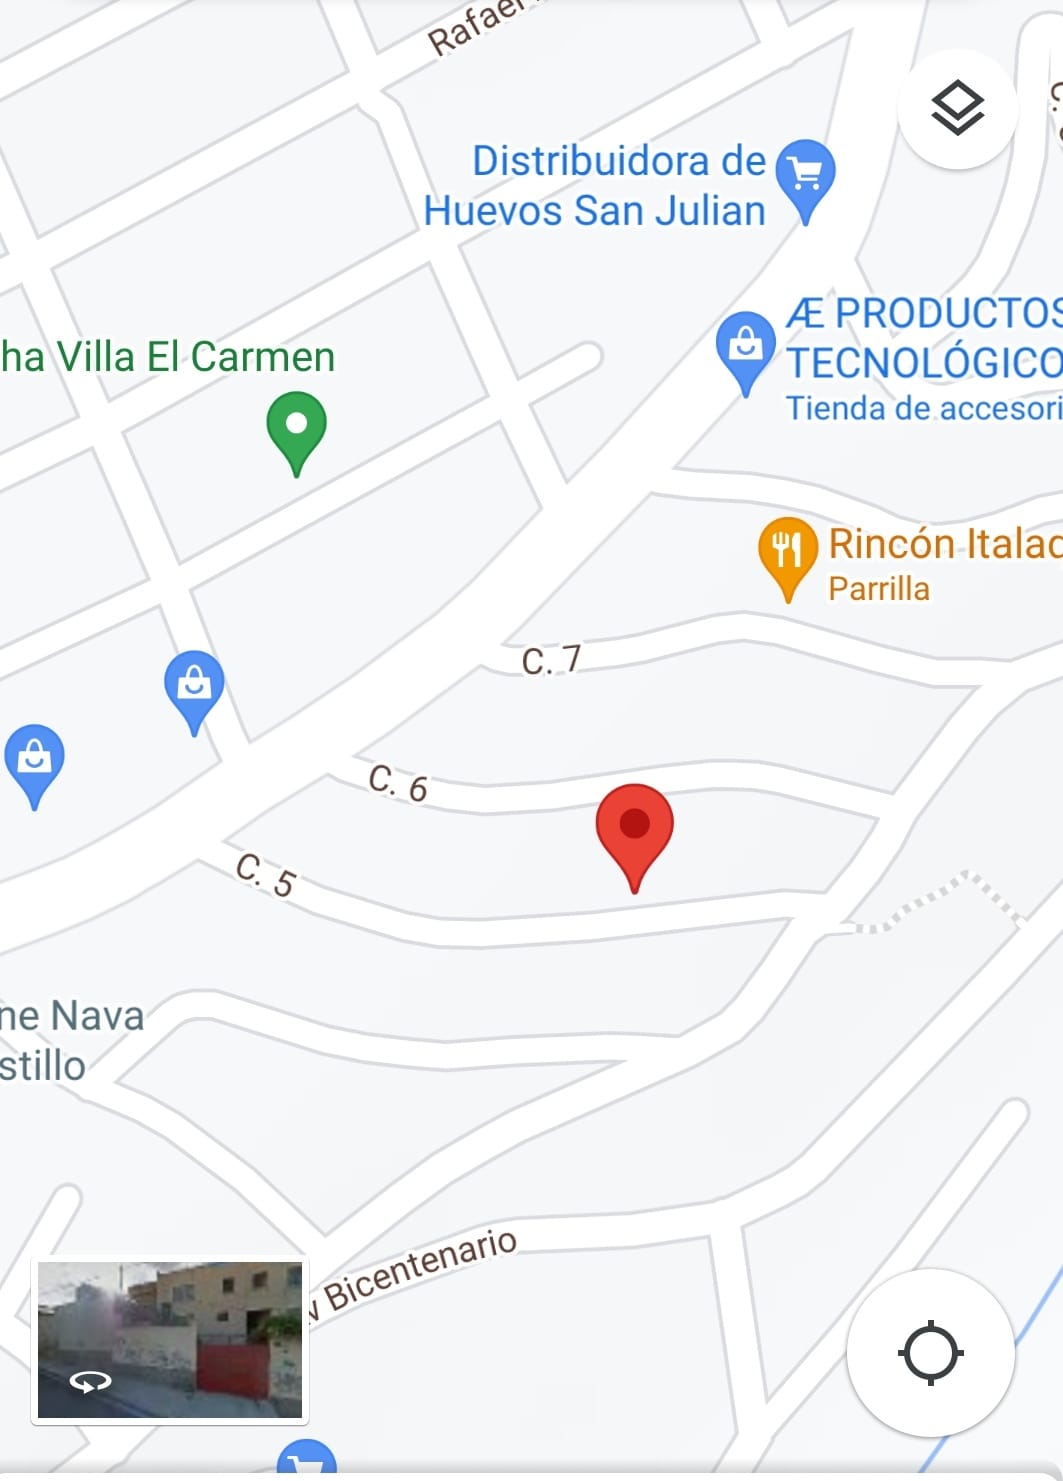 Rafael
Distribuidora de
Huevos San Julian
C.
Æ PRODUCTOS
TECNOLÓGICO
Tienda de accesori
ha Villa El Carmen
Rincón Italac
Parrilla
C. 7
C. 6
C. 5
ne Nava
stillo
v Bicentenario